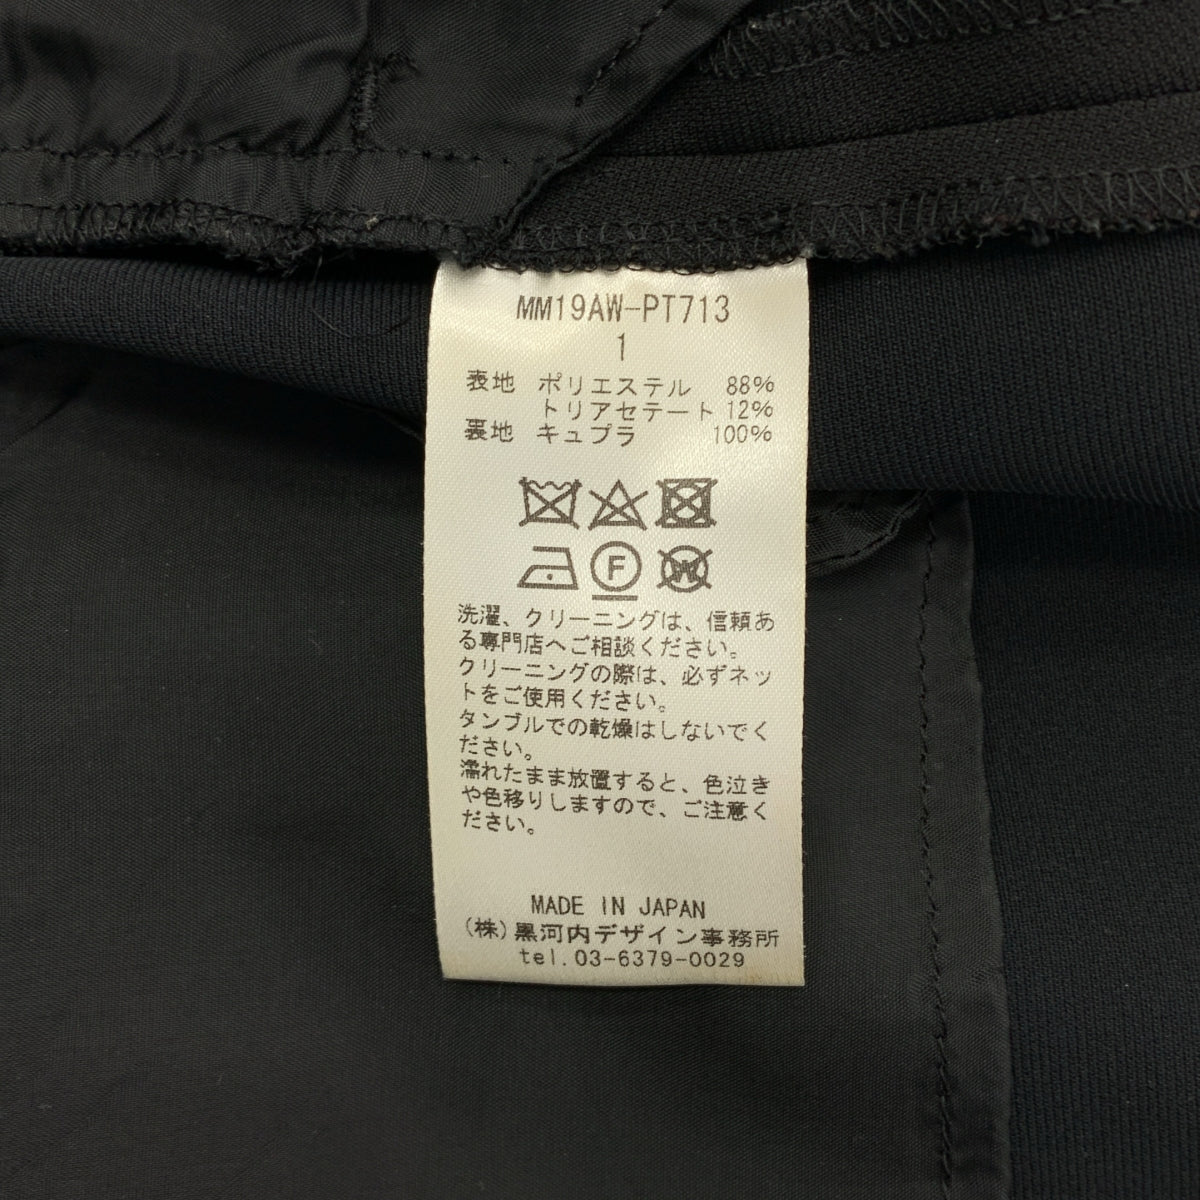 MM19AW-PT713
1
表地 ポリエステル 88%
トリアセテート 12%
裏地 キュプラ 100%
F
W
洗濯、クリーニングは、信頼あ
る専門店へご相談ください。
クリーニングの際は、必ずネッ
トをご使用ください。
タンブルでの乾燥はしないでく
ださい。
濡れたまま放置すると、色泣き
や色移りしますので、ご注意く
ださい。
MADE IN JAPAN
(株)黒河内デザイン事務所
tel.03-6379-0029